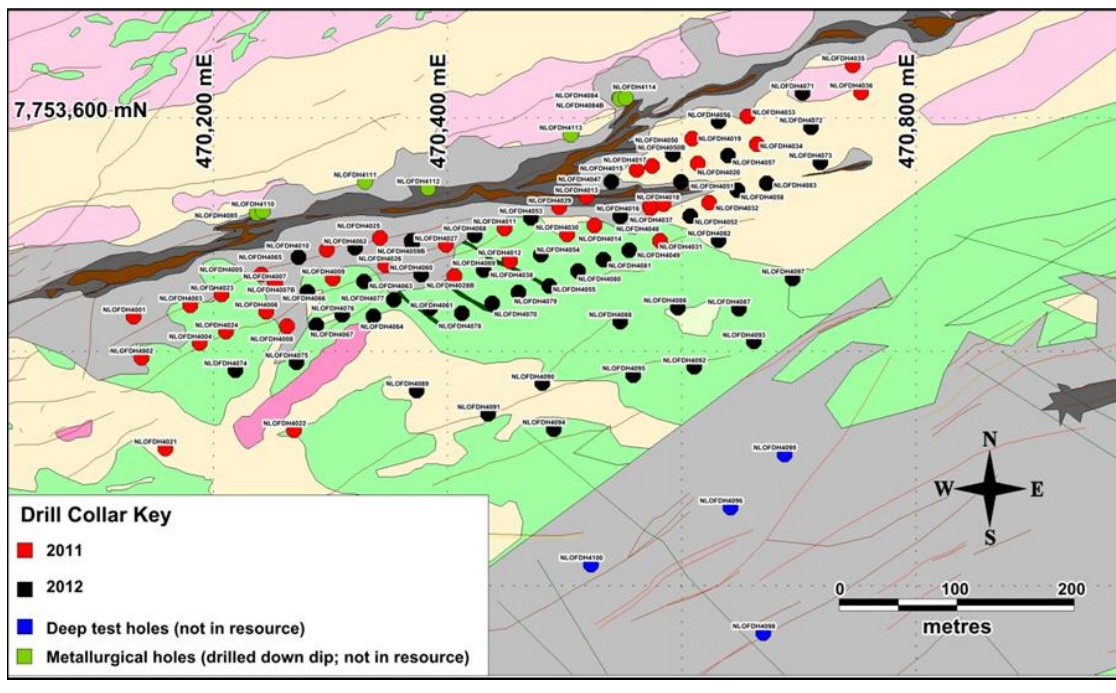 470,200 mE
470,400 mE
470,800 mE
7,753,600 mN
NLOFDH4035
NLOFDH4036
NLOFDH4071
NLOFDH4084
NLOFDH4114
NLOFDH4084B
NLOFDH4033
NLOFDH4056
NLOFDH4072
NLOFDH4113
NLOFDH4050
NLOFDH4019
NLOFDH4034
NLOFDH4050B
NLOFDH4017
NLOFDH4057
NLOFDH4073
NLOFDH4015
NLOFDH4020
NLOFDH4111
NLOFDH4112
NLOFDH4047
NLOFDH4051
NLOFDH4083
NLOFDH4013
NLOFDH4058
NLOFDH4110
NLOFDH4085
NLOFDH4029
NLOFDH4016
NLOFDH4018
NLOFDH4032
NLOFDH4053
NLOFDH4037
NLOFDH4052
NLOFDH4025
NLOFDH4068
NLOFDH4011
NLOFDH4030
NLOFDH4048
NLOFDH4014
NLOFDH4082
NLOFDH4031
NLOFDH4010
NLOFDH4062
NLOFDH4027
NLOFDH4059B
NLOFDH4065
NLOFDH4026
NLOFDH4012
NLOFDH4054
NLOFDH4049
NLOFDH4005
NLOFDH4007
NLOFDH4009
NLOFDH4060
NLOFDH4069
NLOFDH4038
NLOFDH4081
NLOFDH4080
NLOFDH4097
NLOFDH4023
NLOFDH4007B
NLOFDH4063
NLOFDH4028B
NLOFDH4055
NLOFDH4003
NLOFDH4006
NLOFDH4066
NLOFDH4077
NLOFDH4061
NLOFDH4079
NLOFDH4086
NLOFDH4087
NLOFDH4001
NLOFDH4076
NLOFDH4070
NLOFDH4088
NLOFDH4024
NLOFDH4004
NLOFDH4008
NLOFDH4067
NLOFDH4064
NLOFDH4078
NLOFDH4093
NLOFDH4002
NLOFDH4074
NLOFDH4075
NLOFDH4092
NLOFDH4095
NLOFDH4089
NLOFDH4090
NLOFDH4091
NLOFDH4094
NLOFDH4022
NLOFDH4021
NLOFDH4099
NLOFDH4096
NLOFDH4100
NLOFDH4098
N
W E
S
Drill Collar Key
2011
2012
Deep test holes (not in resource)
Metallurgical holes (drilled down dip; not in resource)
0 100 200
metres